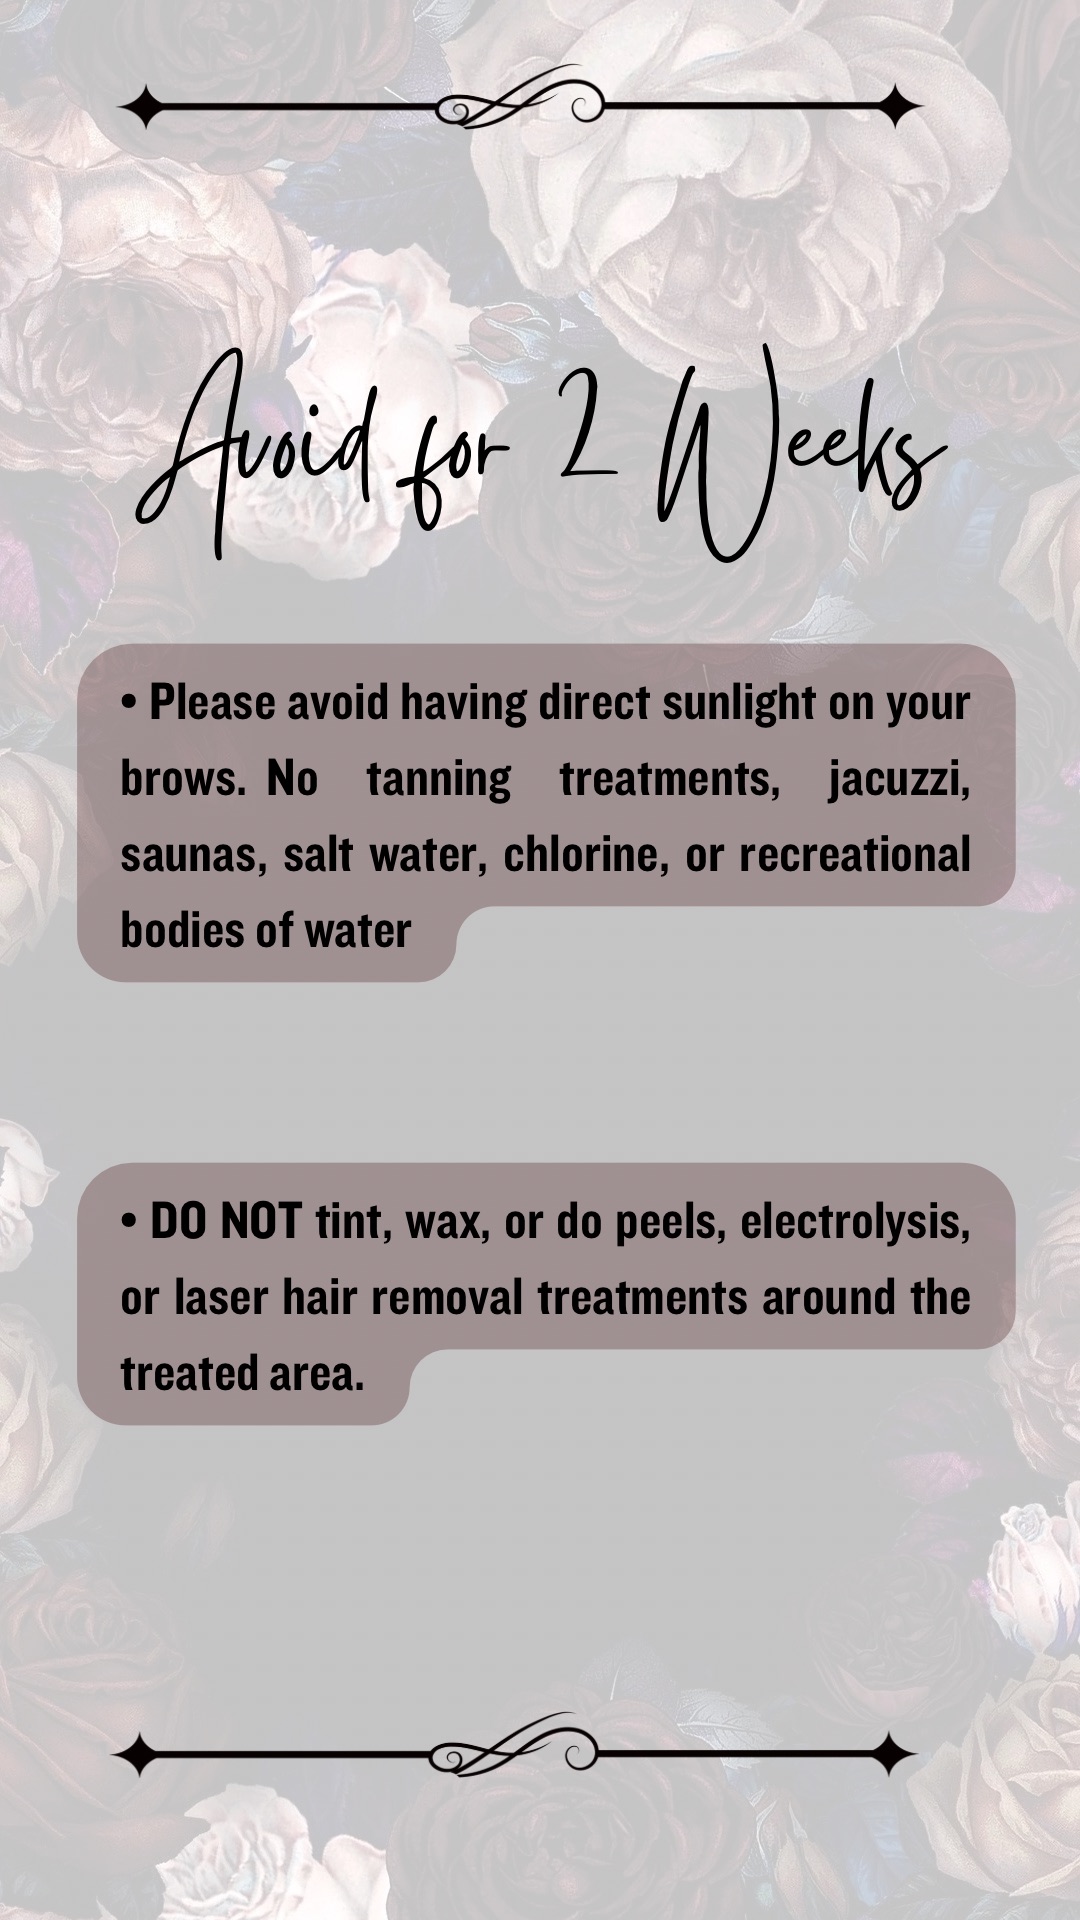 Avoid for 2 Weeks
• Please avoid having direct sunlight on your
brows. No tanning treatments, jacuzzi,
saunas, salt water, chlorine, or recreational
bodies of water
• DO NOT tint, wax, or do peels, electrolysis,
or laser hair removal treatments around the
treated area.